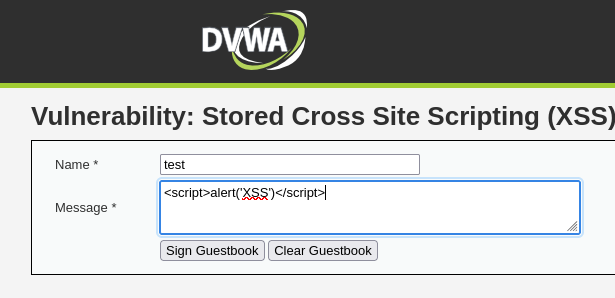 DVWA
Vulnerability: Stored Cross Site Scripting (XSS)
Name * test
Message * <script>alert('XSS')</script>
Sign Guestbook Clear Guestbook